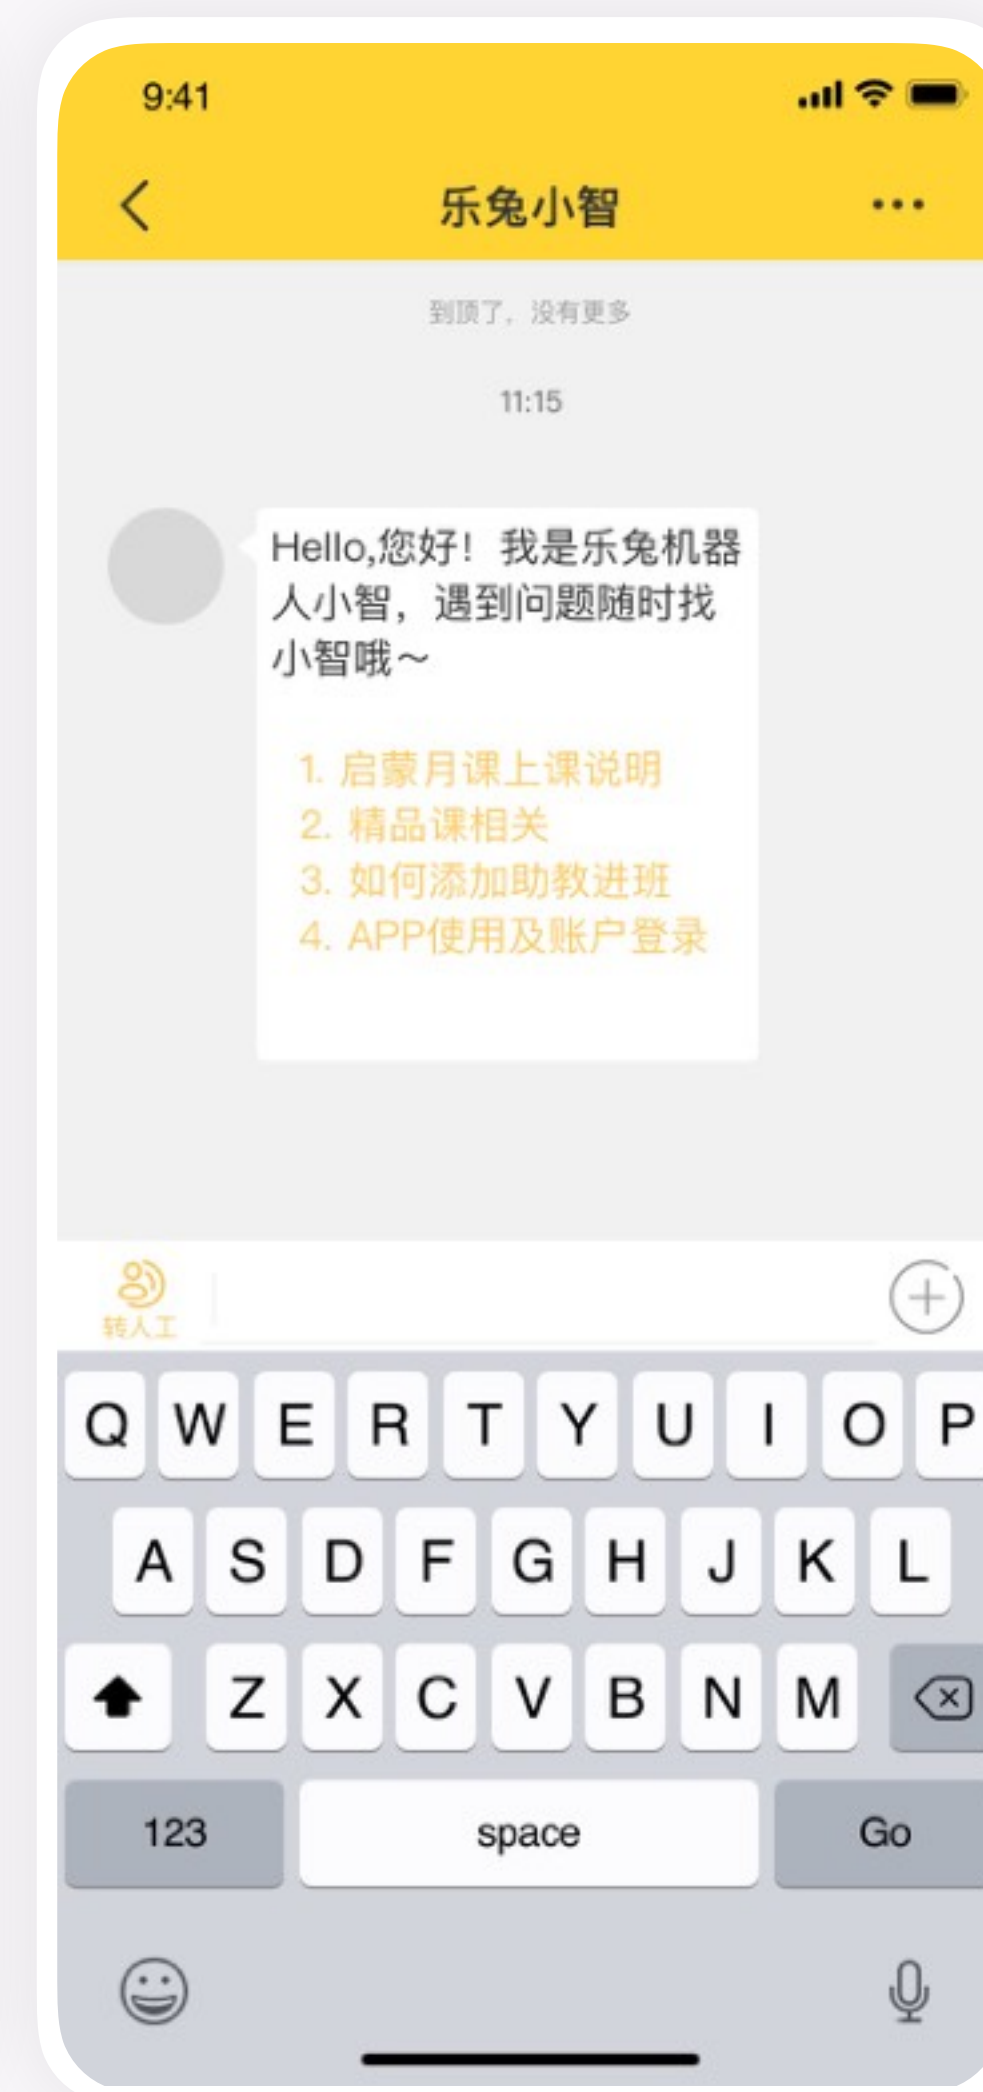 9:41
乐兔小智
到顶了，没有更多
11:15
Hello,您好！我是乐兔机器
人小智，遇到问题随时找
小智哦～
1. 启蒙月课上课说明
2. 精品课相关
3. 如何添加助教进班
4. APP使用及账户登录
转人工
Q W E R T Y U I O P
A S D F G H J K L
Z X C V B N M
123 space Go